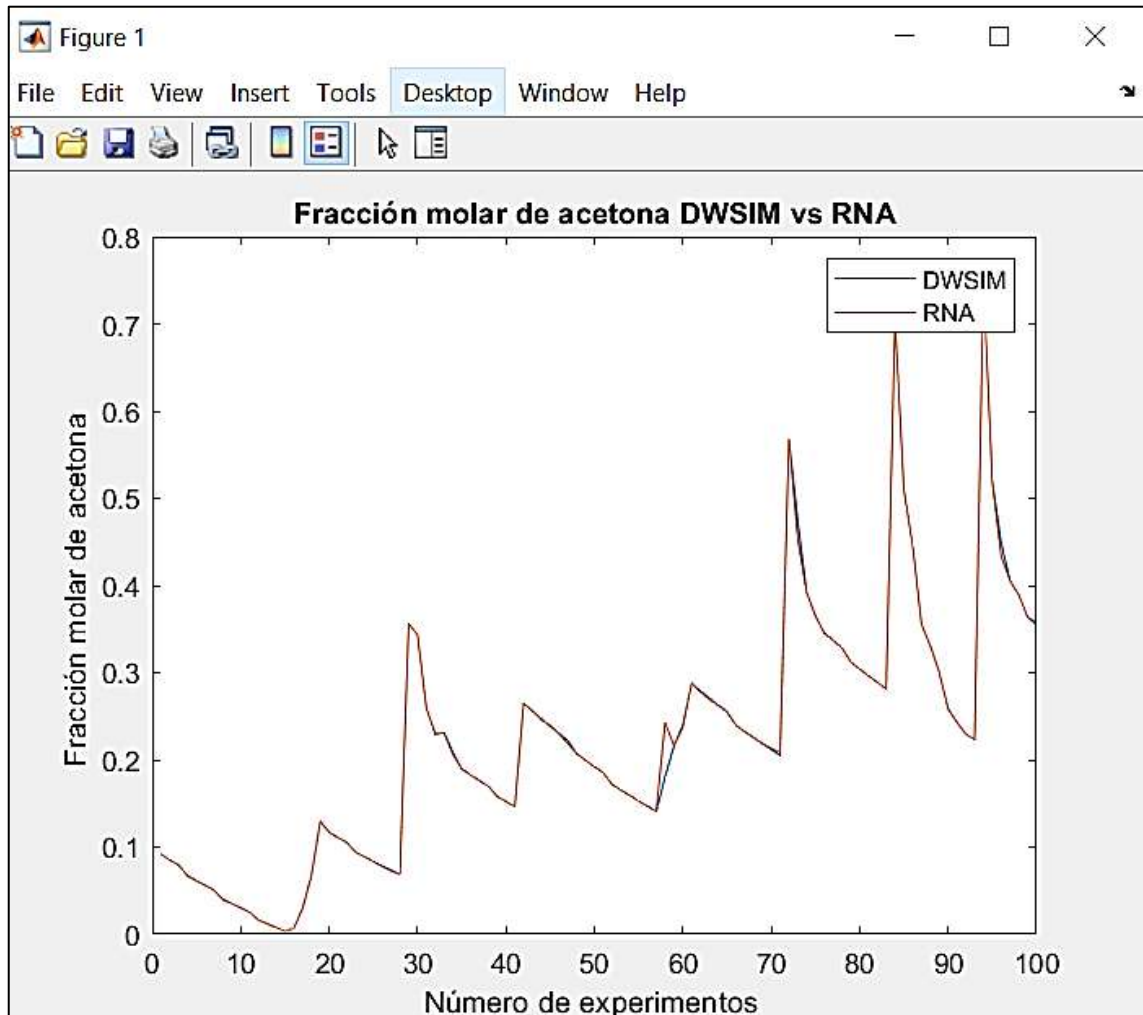 Figure 1
File Edit View Insert Tools Desktop Window Help
Fracción molar de acetona DWSIM vs RNA
DWSIM
RNA
Fracción molar de acetona
0.8
0.7
0.6
0.5
0.4
0.3
0.2
0.1
0
0 10 20 30 40 50 60 70 80 90 100
Número de experimentos